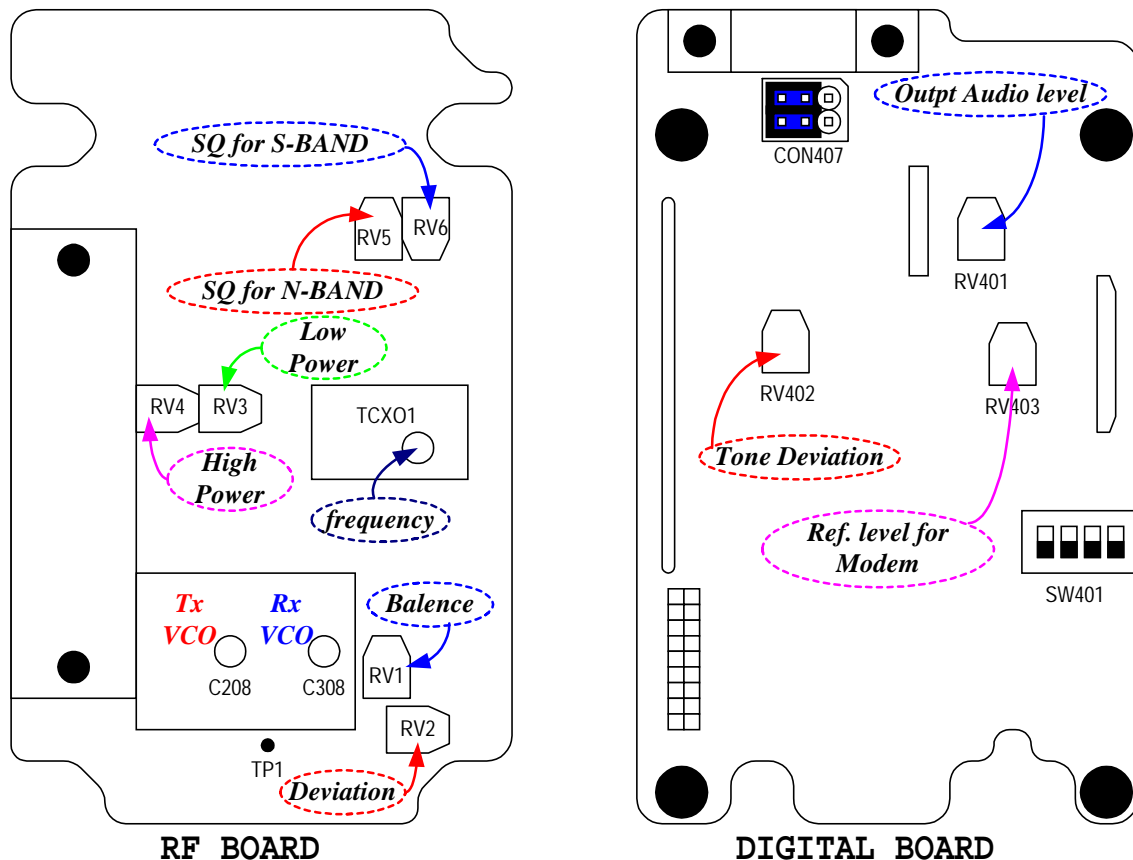 SQ for S-BAND
RV5
RV6
SQ for N-BAND
Low
Power
RV4
RV3
TCXO1
High
Power
frequency
Tx
VCO
Rx
VCO
Balence
C208
C308
RV1
RV2
TP1
Deviation
RF BOARD
Outpt Audio level
CON407
RV401
RV402
RV403
Tone Deviation
Ref. level for
Modem
SW401
DIGITAL BOARD